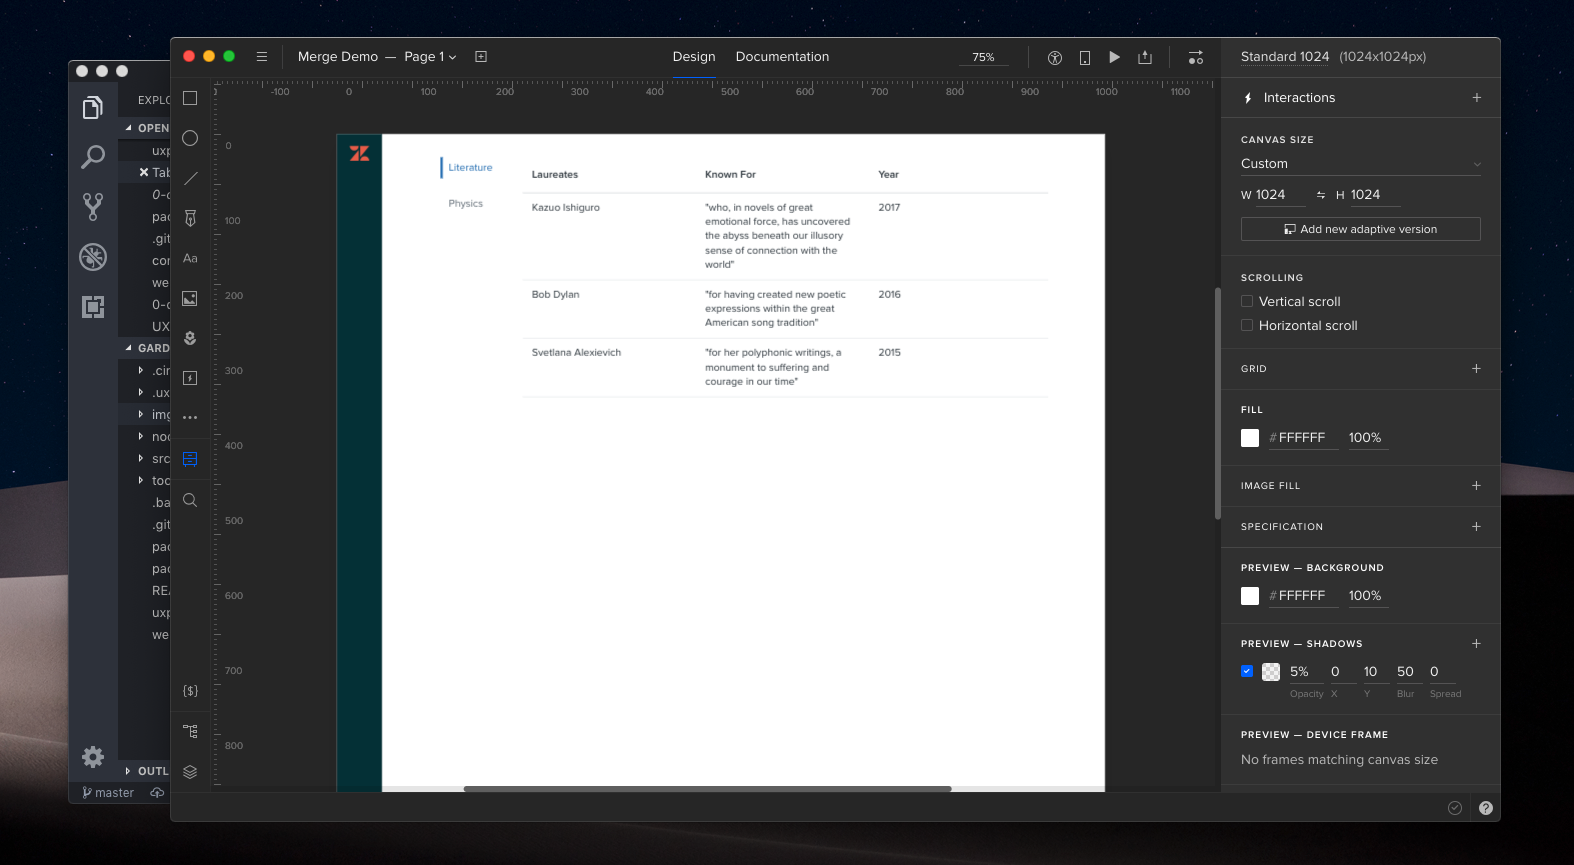 Merge Demo — Page 1
Design
Documentation
75%
Standard 1024 (1024x1024px)
-100
0
100
200
300
400
500
600
700
800
900
1000
1100
0
100
200
300
400
500
600
700
800
Aa
{$}
Literature
Physics
Laureates
Known For
Year
Kazuo Ishiguro
"who, in novels of great
emotional force, has uncovered
the abyss beneath our illusory
sense of connection with the
world"
2017
Bob Dylan
"for having created new poetic
expressions within the great
American song tradition"
2016
Svetlana Alexievich
"for her polyphonic writings, a
monument to suffering and
courage in our time"
2015
Interactions
CANVAS SIZE
Custom
W 1024
H 1024
Add new adaptive version
SCROLLING
Vertical scroll
Horizontal scroll
GRID
FILL
# FFFFFF 100%
IMAGE FILL
SPECIFICATION
PREVIEW — BACKGROUND
# FFFFFF 100%
PREVIEW — SHADOWS
5% 0 10 50 0
Opacity X Y Blur Spread
PREVIEW — DEVICE FRAME
No frames matching canvas size
EXPLO
OPEN
uxp
Tab
0-c
pac
.git
cor
we
0-c
UX
GARD
.cir
.ux
img
noc
src
toc
.ba
.git
pac
pac
REA
uxp
we
OUTL
master